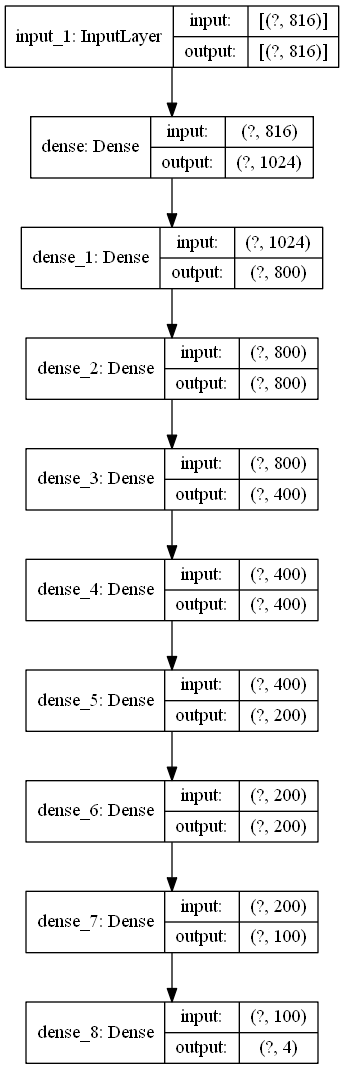 input_1: InputLayer input: [(?, 816)]
output: [(?, 816)]
dense: Dense input: (?, 816)
output: (?, 1024)
dense_1: Dense input: (?, 1024)
output: (?, 800)
dense_2: Dense input: (?, 800)
output: (?, 800)
dense_3: Dense input: (?, 800)
output: (?, 400)
dense_4: Dense input: (?, 400)
output: (?, 400)
dense_5: Dense input: (?, 400)
output: (?, 200)
dense_6: Dense input: (?, 200)
output: (?, 200)
dense_7: Dense input: (?, 200)
output: (?, 100)
dense_8: Dense input: (?, 100)
output: (?, 4)